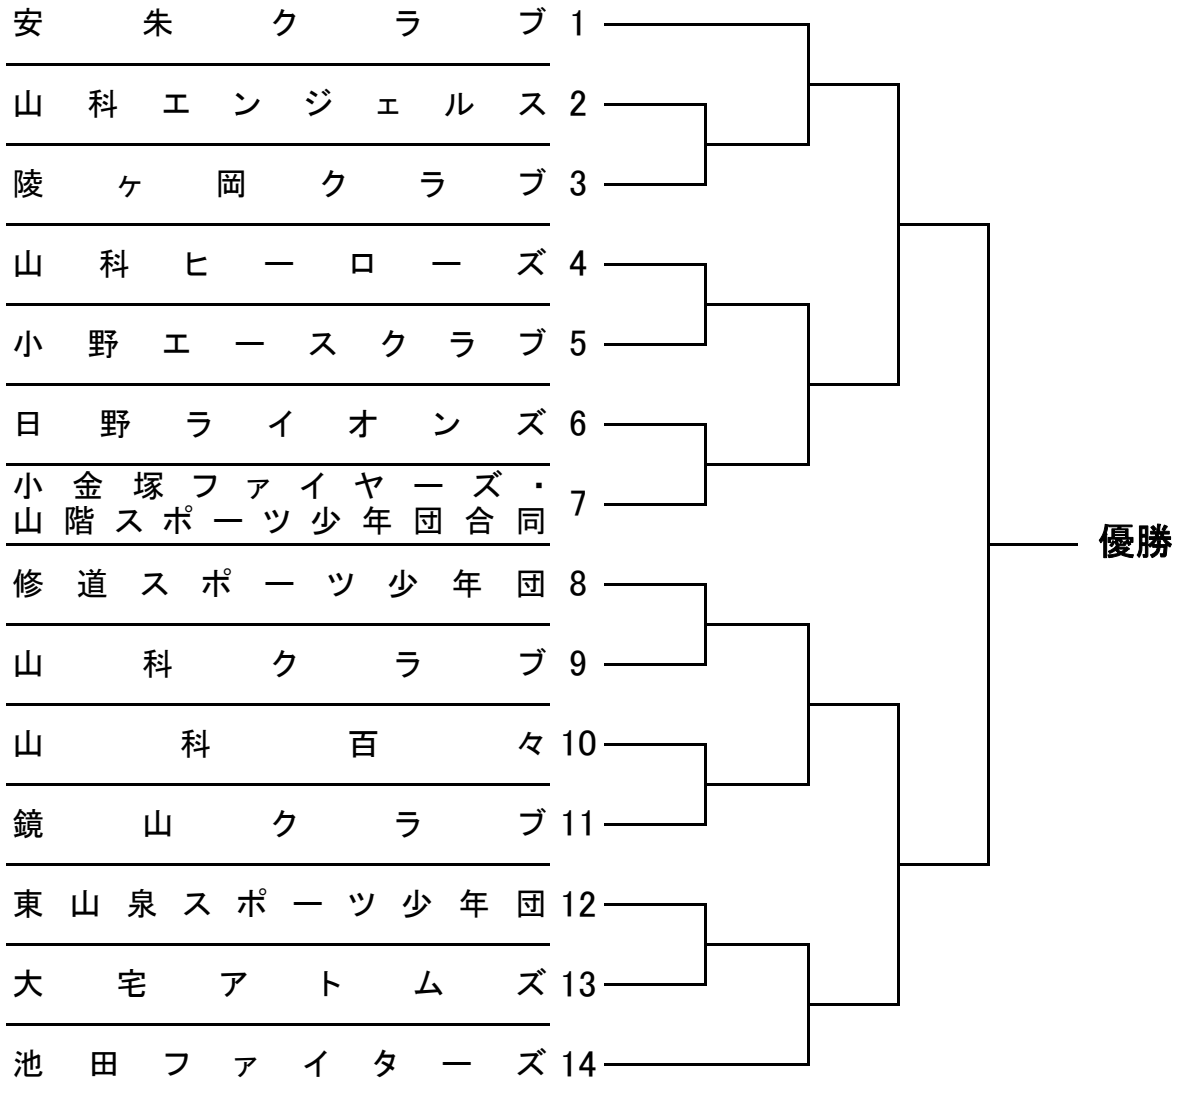 安朱クラブ 1
山科エンジェルス 2
陵ヶ岡クラブ 3
山科ヒーローズ 4
小野エースクラブ 5
日野ライオンズ 6
小金塚ファイヤーズ・
山階スポーツ少年団合同 7
修道スポーツ少年団 8
山科クラブ 9
山科百々 10
鏡山クラブ 11
東山泉スポーツ少年団 12
大宅アトムズ 13
池田ファイターズ 14
優勝